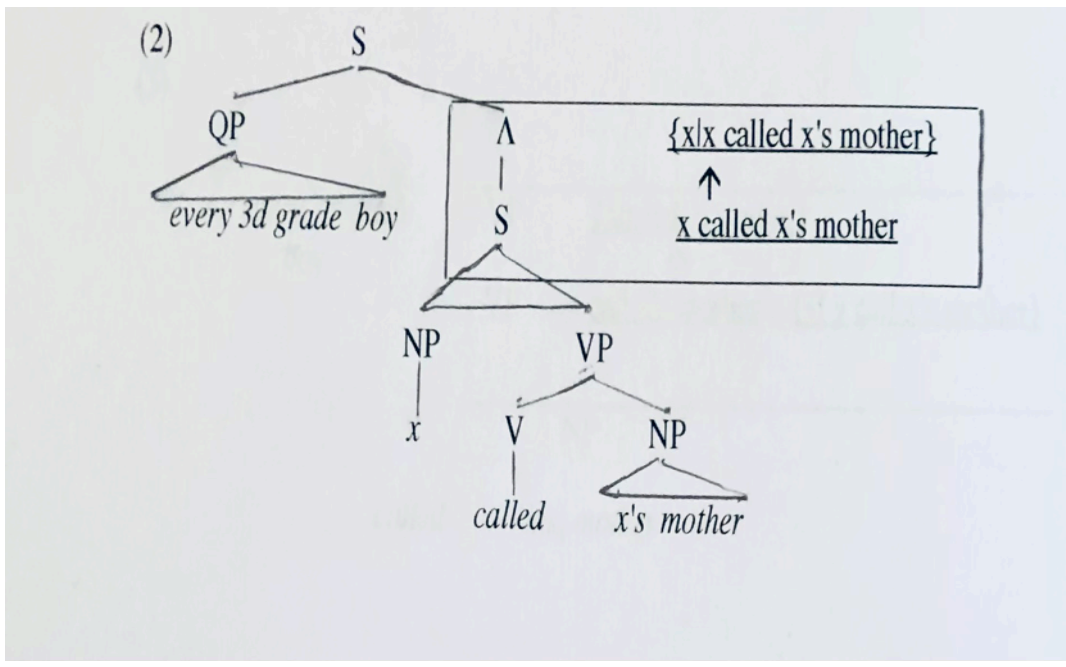 (2) S
QP Λ {x|x called x's mother}
↑
every 3d grade boy S x called x's mother
NP VP
x V NP
called x's mother